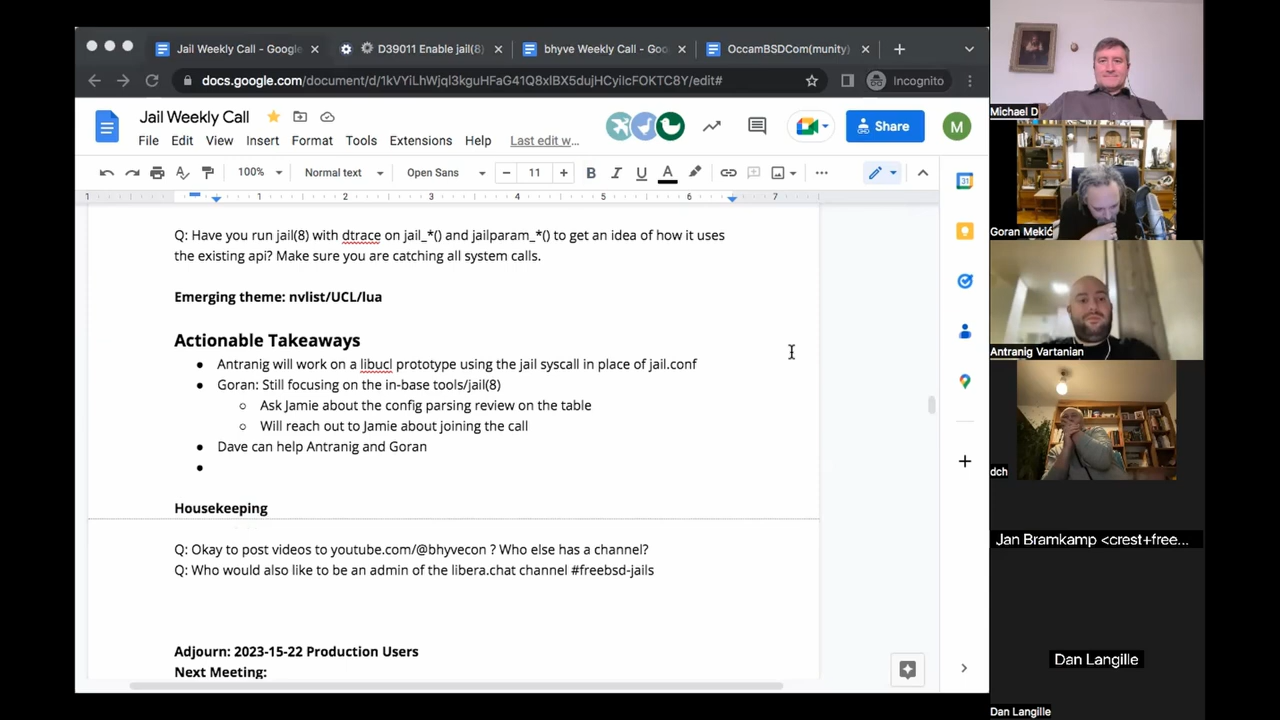 Jail Weekly Call - Google
D39011 Enable jail(8)
bhyve Weekly Call - Goo
OccamBSDCom(munity)
docs.google.com/document/d/1kVYiLhWjql3kguHFaG41Q8xIBX5dujHCyilcFOKTC8Y/edit#
Incognito
Jail Weekly Call
File Edit View Insert Format Tools Extensions Help Last edit w...
Share
M
100% Normal text Open Sans 11 B I U A
1 1 2 3 4 5 6 7
Q: Have you run jail(8) with dtrace on jail_*() and jailparam_*() to get an idea of how it uses
the existing api? Make sure you are catching all system calls.
Emerging theme: nvlist/UCL/lua
Actionable Takeaways
Antranig will work on a libucl prototype using the jail syscall in place of jail.conf
Goran: Still focusing on the in-base tools/jail(8)
Ask Jamie about the config parsing review on the table
Will reach out to Jamie about joining the call
Dave can help Antranig and Goran
Housekeeping
Q: Okay to post videos to youtube.com/@bhyvecon ? Who else has a channel?
Q: Who would also like to be an admin of the libera.chat channel #freebsd-jails
Adjourn: 2023-15-22 Production Users
Next Meeting:
Michael D
Goran Mekić
Antranig Vartanian
dch
Jan Bramkamp <crest+free...
Dan Langille
Dan Langille